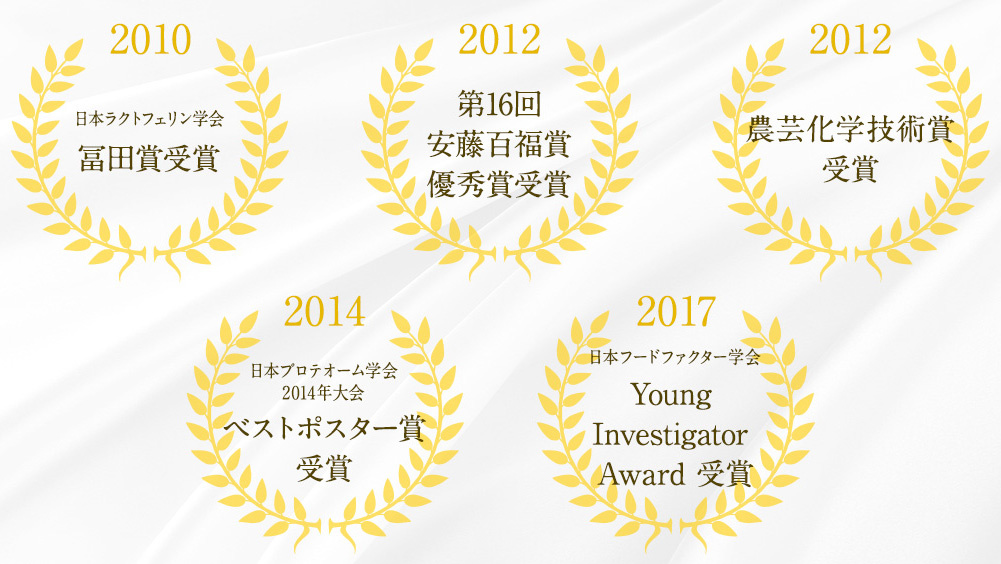 2010
日本ラクトフェリン学会
冨田賞受賞
2012
第16回
安藤百福賞
優秀賞受賞
2012
農芸化学技術賞
受賞
2014
日本プロテオーム学会
2014年大会
ベストポスター賞
受賞
2017
日本フードファクター学会
Young
Investigator
Award 受賞